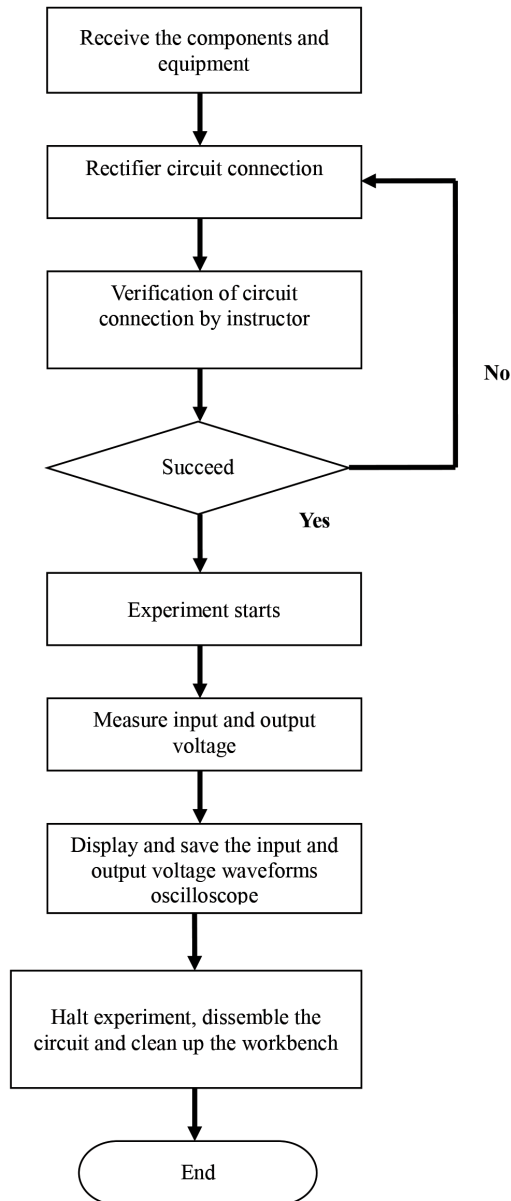 Receive the components and
equipment
Rectifier circuit connection
Verification of circuit
connection by instructor
No
Succeed
Yes
Experiment starts
Measure input and output
voltage
Display and save the input and
output voltage waveforms
oscilloscope
Halt experiment, dissemble the
circuit and clean up the workbench
End